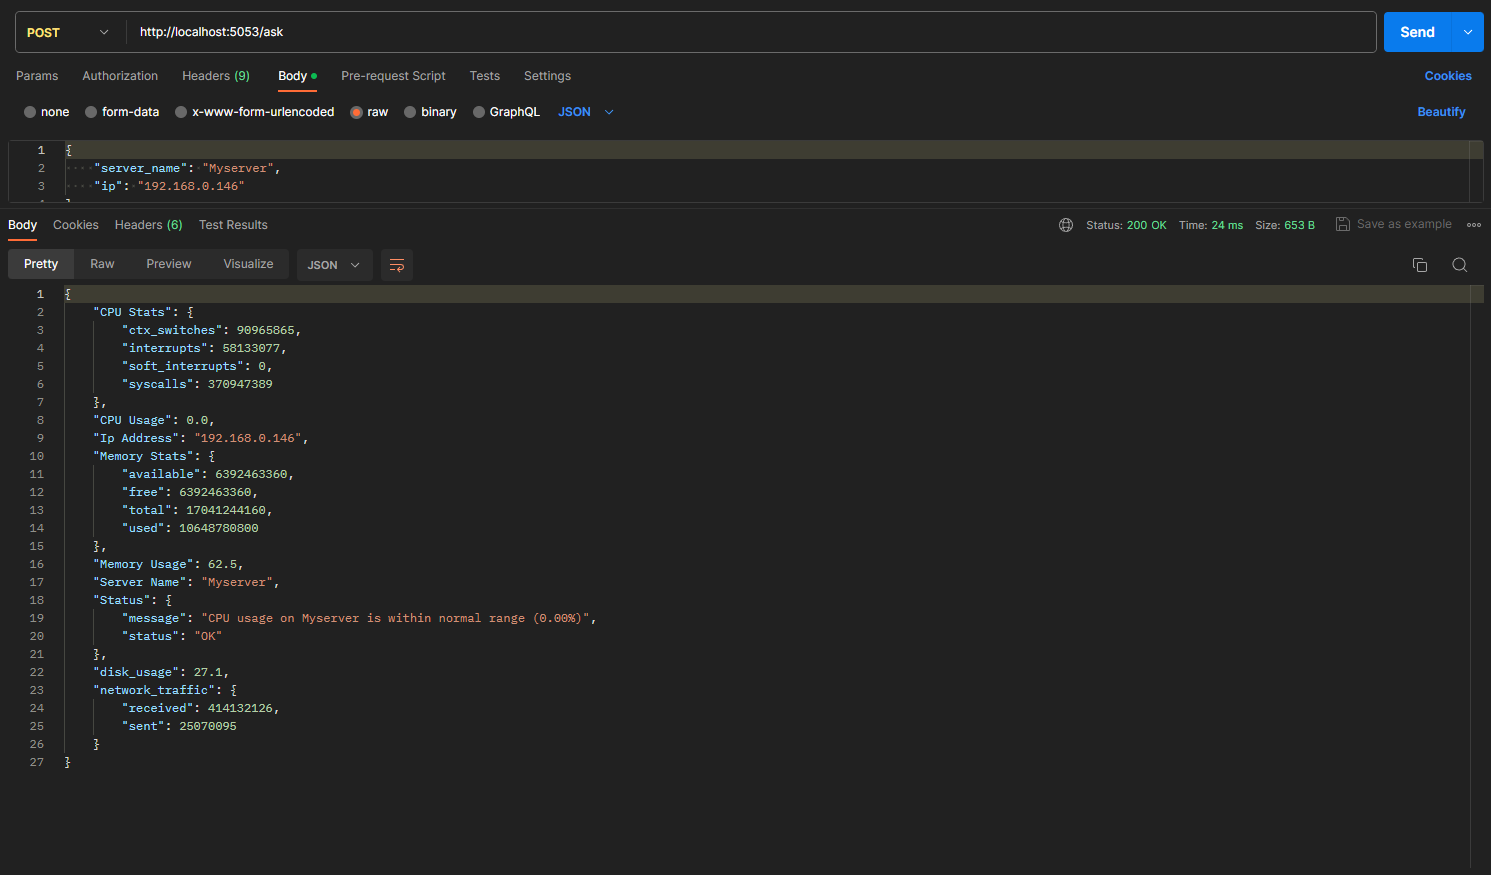 POST http://localhost:5053/ask Send
Params Authorization Headers (9) Body Pre-request Script Tests Settings Cookies
none form-data x-www-form-urlencoded raw binary GraphQL JSON Beautify
1 {
2 "server_name": "Myserver",
3 "ip": "192.168.0.146"
Body Cookies Headers (6) Test Results Status: 200 OK Time: 24 ms Size: 653 B Save as example
Pretty Raw Preview Visualize JSON
1 {
2 "CPU Stats": {
3 "ctx_switches": 90965865,
4 "interrupts": 58133077,
5 "soft_interrupts": 0,
6 "syscalls": 370947389
7 },
8 "CPU Usage": 0.0,
9 "Ip Address": "192.168.0.146",
10 "Memory Stats": {
11 "available": 6392463360,
12 "free": 6392463360,
13 "total": 17041244160,
14 "used": 10648780800
15 },
16 "Memory Usage": 62.5,
17 "Server Name": "Myserver",
18 "Status": {
19 "message": "CPU usage on Myserver is within normal range (0.00%)",
20 "status": "OK"
21 },
22 "disk_usage": 27.1,
23 "network_traffic": {
24 "received": 414132126,
25 "sent": 25070095
26 }
27 }